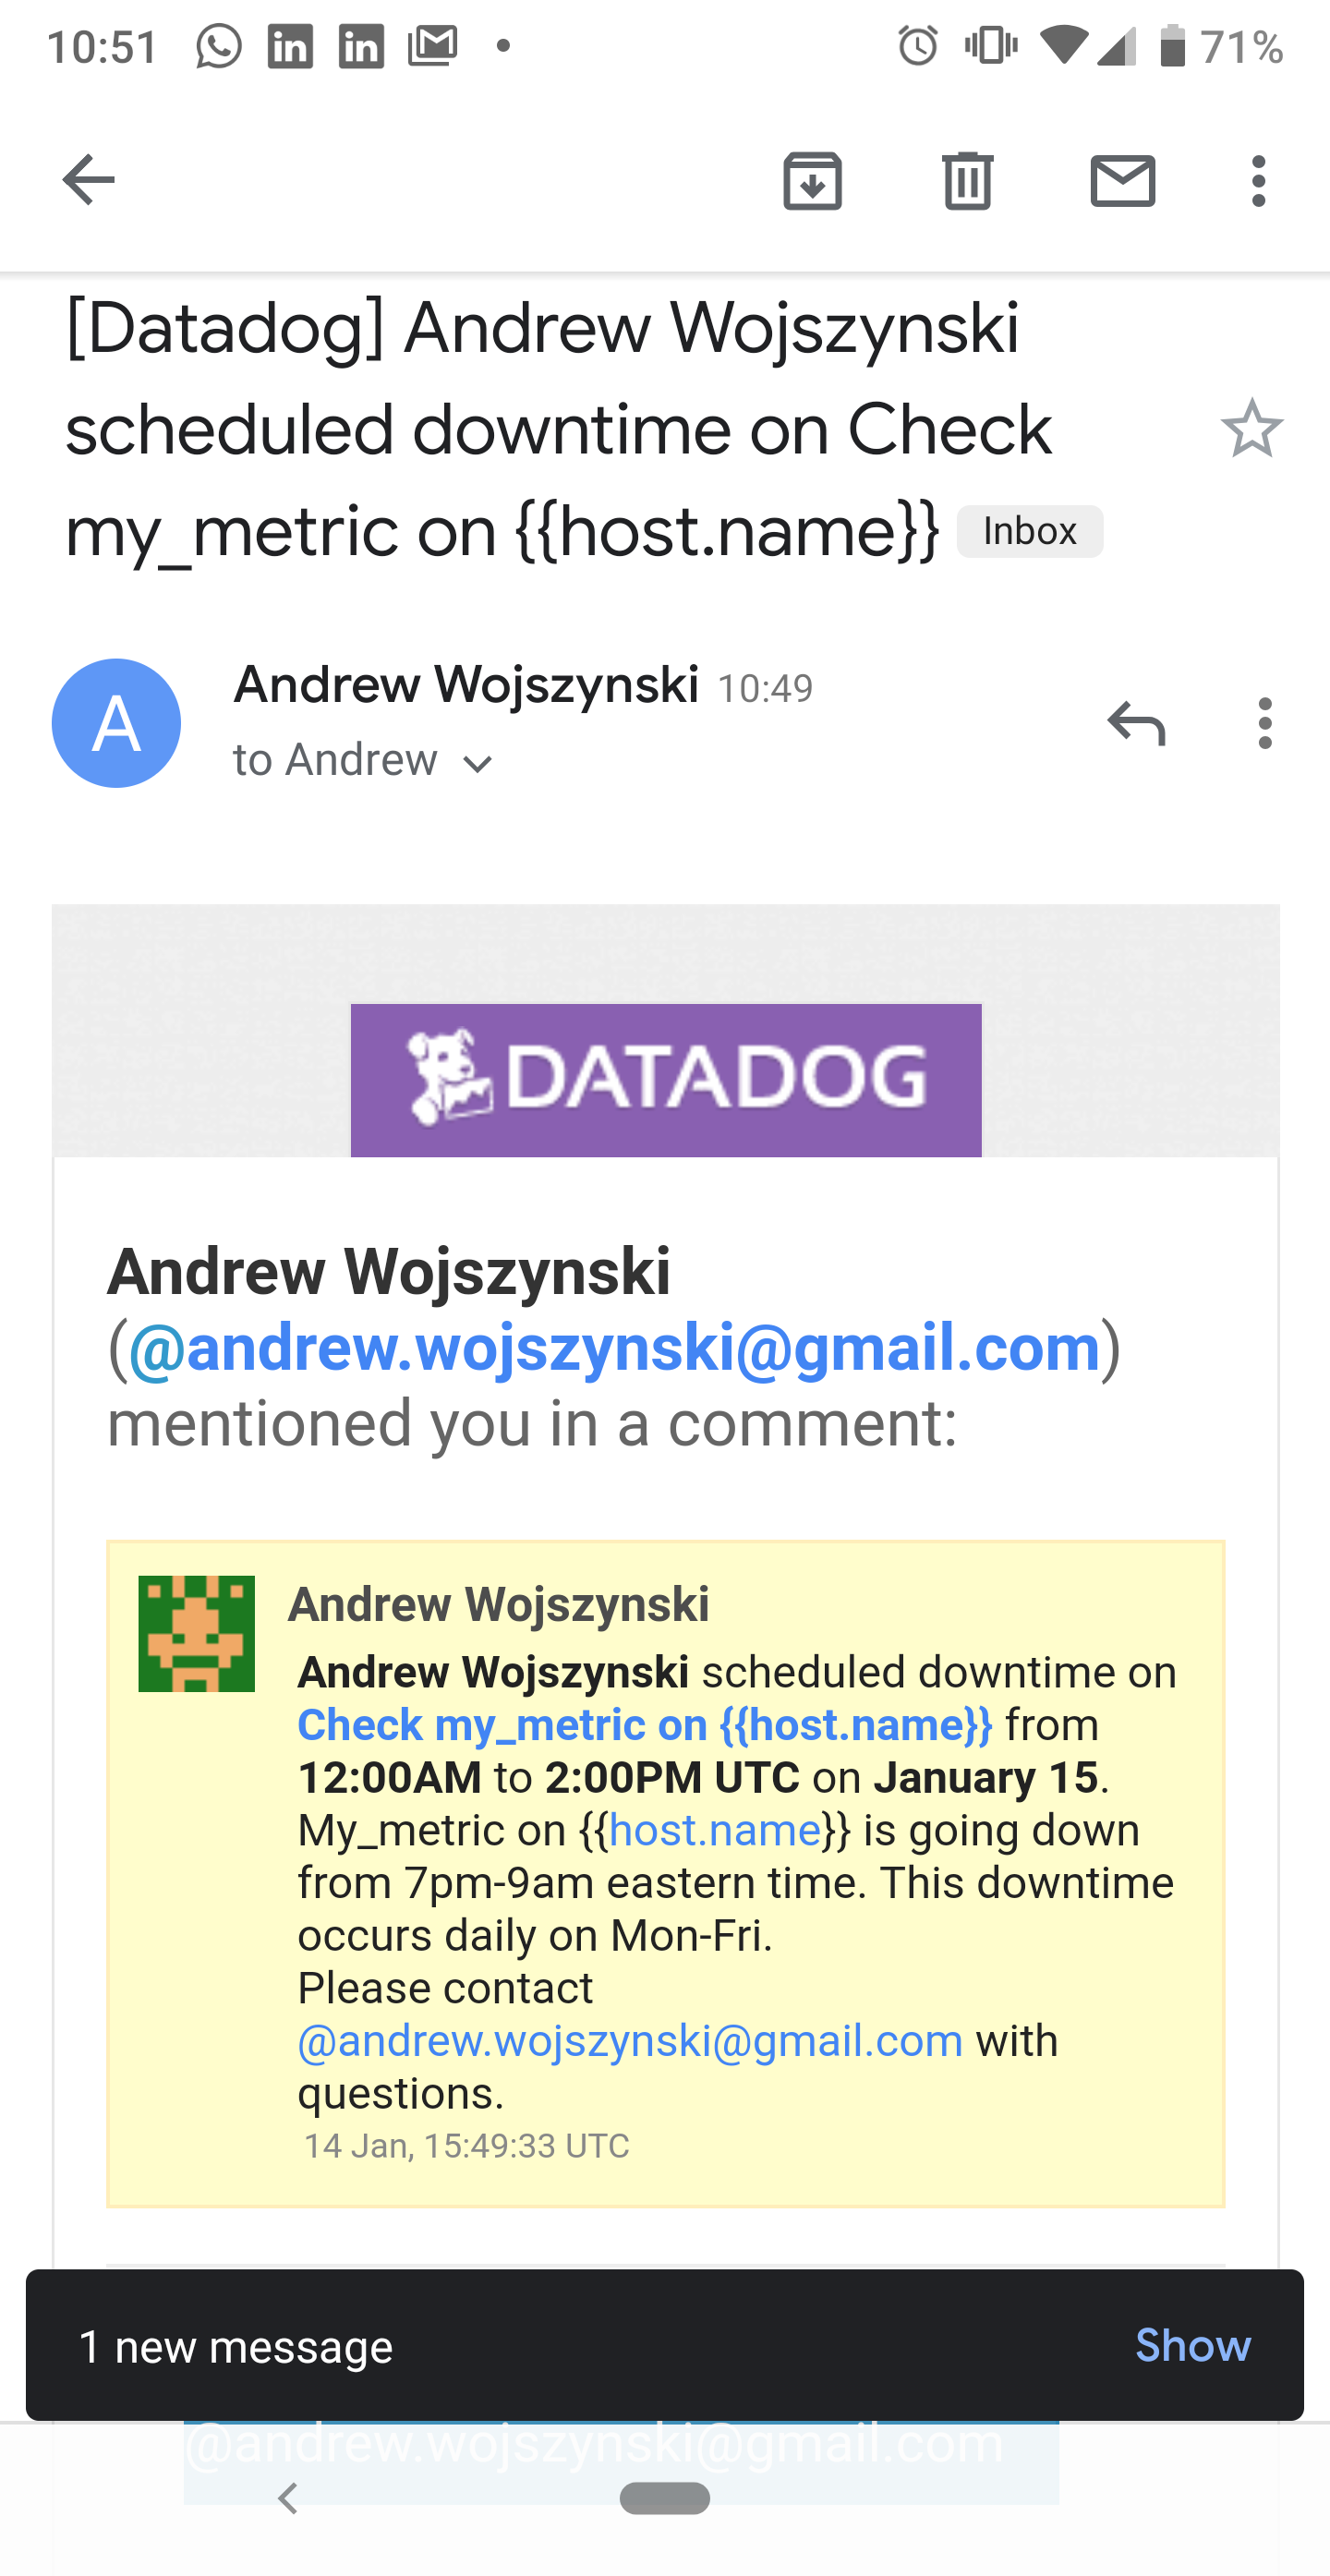 10:51 71%
[Datadog] Andrew Wojszynski
scheduled downtime on Check
my_metric on {{host.name}} Inbox
A
Andrew Wojszynski 10:49
to Andrew
DATADOG
Andrew Wojszynski
(@andrew.wojszynski@gmail.com)
mentioned you in a comment:
Andrew Wojszynski
Andrew Wojszynski scheduled downtime on
Check my_metric on {{host.name}} from
12:00AM to 2:00PM UTC on January 15.
My_metric on {{host.name}} is going down
from 7pm-9am eastern time. This downtime
occurs daily on Mon-Fri.
Please contact
@andrew.wojszynski@gmail.com with
questions.
14 Jan, 15:49:33 UTC
1 new message Show
@andrew.wojszynski@gmail.com